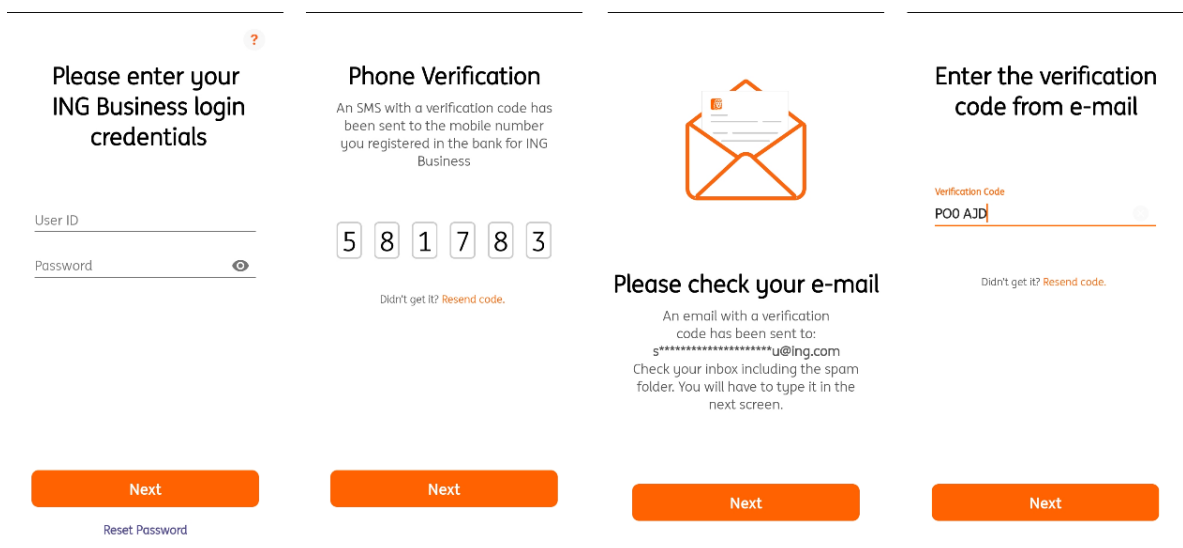 ?
Please enter your
ING Business login
credentials
User ID
Password
Next
Reset Password
Phone Verification
An SMS with a verification code has
been sent to the mobile number
you registered in the bank for ING
Business
5 8 1 7 8 3
Didn't get it? Resend code.
Next
Please check your e-mail
An email with a verification
code has been sent to:
s*********************u@ing.com
Check your inbox including the spam
folder. You will have to type it in the
next screen.
Next
Enter the verification
code from e-mail
Verification Code
PO0 AJD
Didn't get it? Resend code.
Next